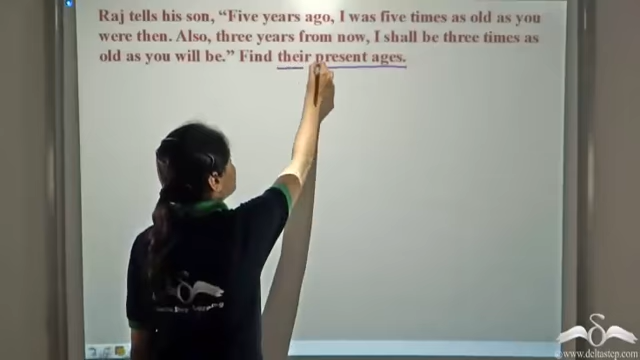 Raj tells his son, “Five years ago, I was five times as old as you
were then. Also, three years from now, I shall be three times as
old as you will be.” Find their present ages.
www.deltastep.com